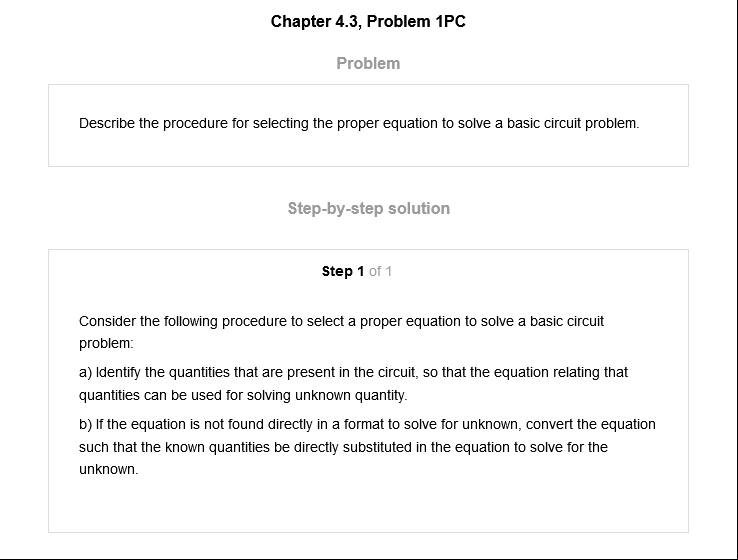 Chapter 4.3, Problem 1PC
Problem
Describe the procedure for selecting the proper equation to solve a basic circuit problem.
Step-by-step solution
Step 1 of 1
Consider the following procedure to select a proper equation to solve a basic circuit
problem:
a) Identify the quantities that are present in the circuit, so that the equation relating that
quantities can be used for solving unknown quantity.
b) If the equation is not found directly in a format to solve for unknown, convert the equation
such that the known quantities be directly substituted in the equation to solve for the
unknown.